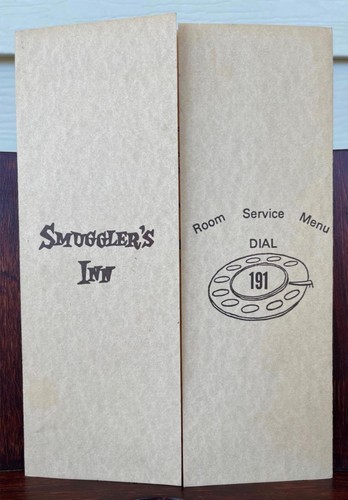 SMUGGLER'S
INN
Room Service Menu
DIAL
191